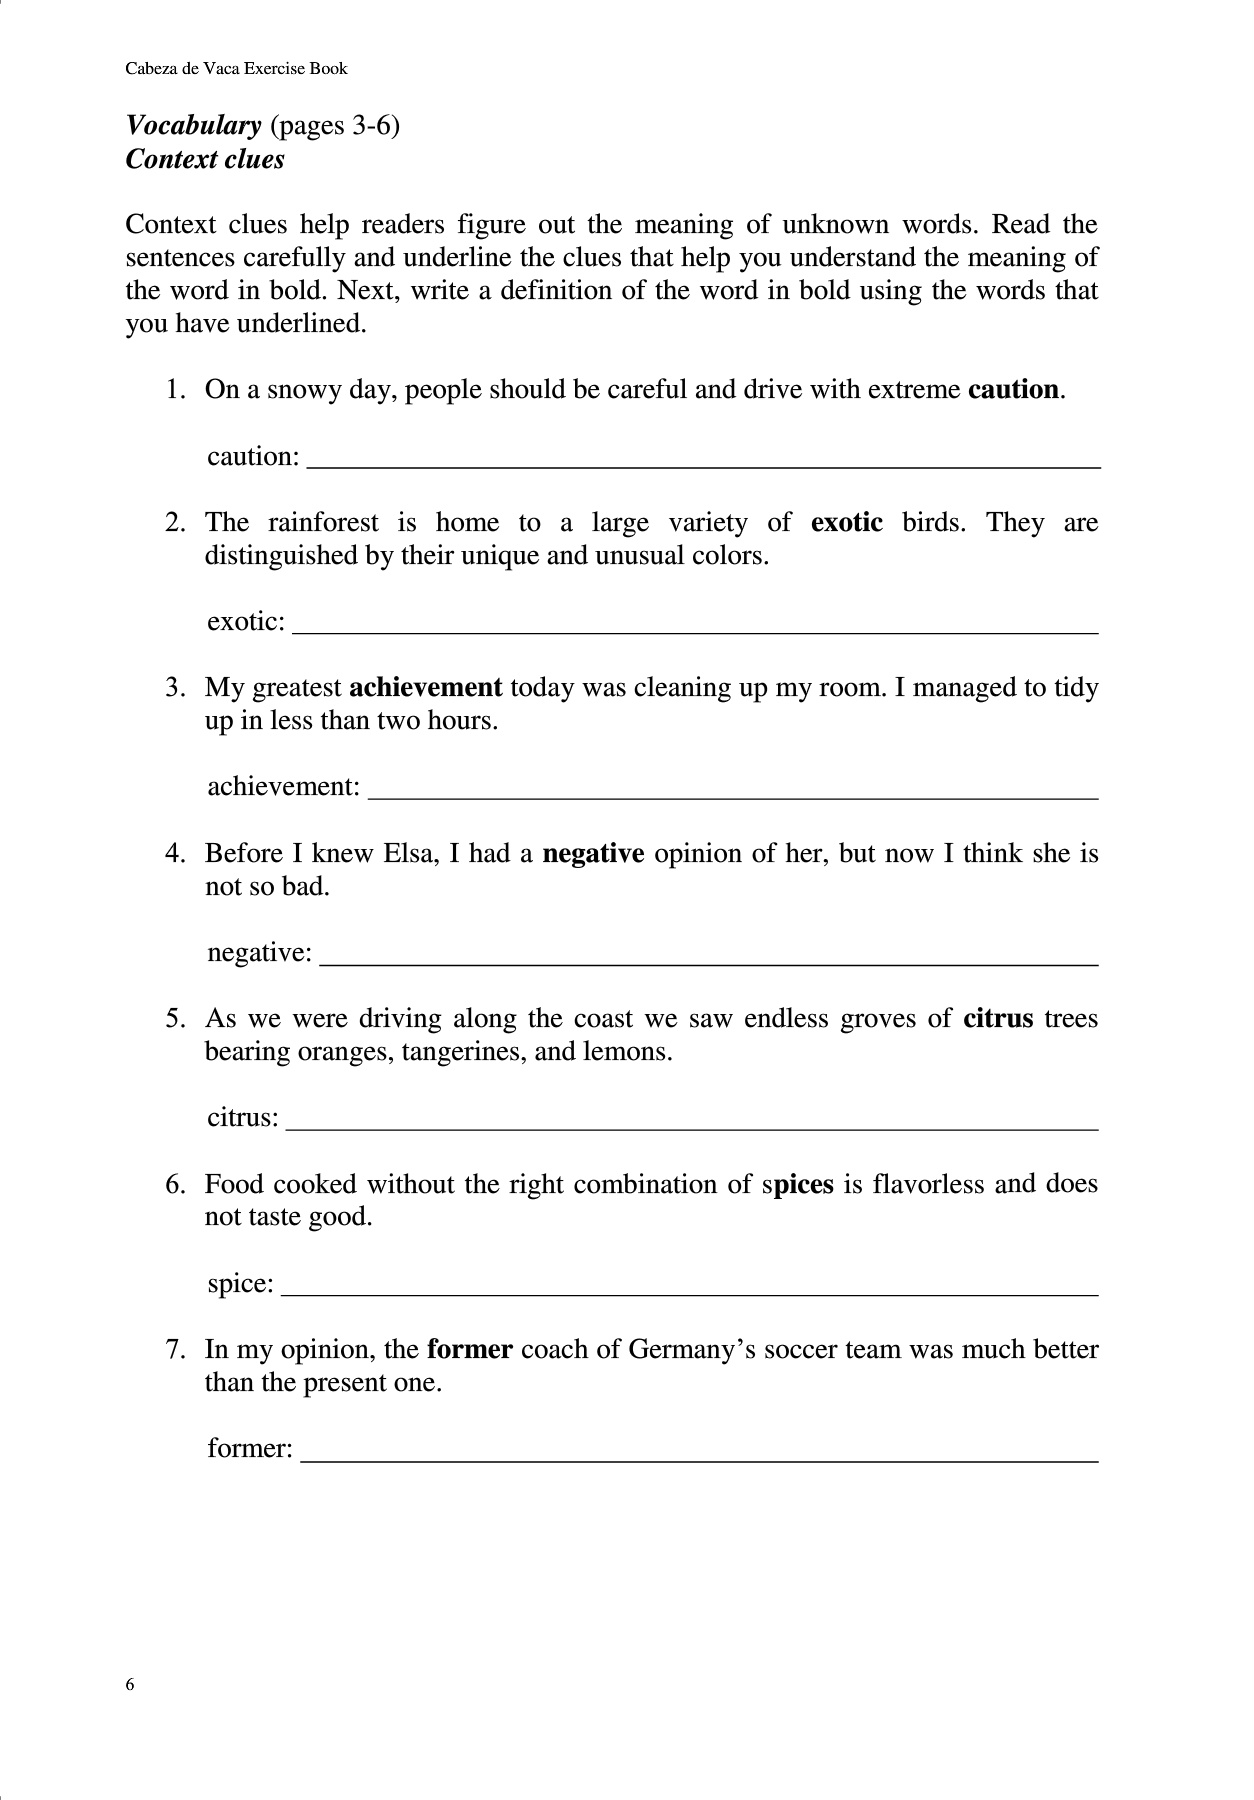 Cabeza de Vaca Exercise Book
Vocabulary (pages 3-6)
Context clues
Context clues help readers figure out the meaning of unknown words. Read the
sentences carefully and underline the clues that help you understand the meaning of
the word in bold. Next, write a definition of the word in bold using the words that
you have underlined.
1. On a snowy day, people should be careful and drive with extreme caution.
caution:
2. The rainforest is home to a large variety of exotic birds. They are
distinguished by their unique and unusual colors.
exotic:
3. My greatest achievement today was cleaning up my room. I managed to tidy
up in less than two hours.
achievement:
4. Before I knew Elsa, I had a negative opinion of her, but now I think she is
not so bad.
negative:
5. As we were driving along the coast we saw endless groves of citrus trees
bearing oranges, tangerines, and lemons.
citrus:
6. Food cooked without the right combination of spices is flavorless and does
not taste good.
spice:
7. In my opinion, the former coach of Germany’s soccer team was much better
than the present one.
former:
6